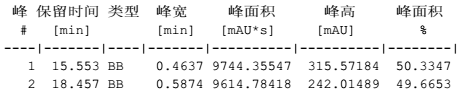 峰 保留时间 类型 峰宽 峰面积 峰高 峰面积
# [min] [min] [mAU*s] [mAU] %
----|-------|----|-------|----------|----------|--------|
1 15.553 BB 0.4637 9744.35547 315.57184 50.3347
2 18.457 BB 0.5874 9614.78418 242.01489 49.6653